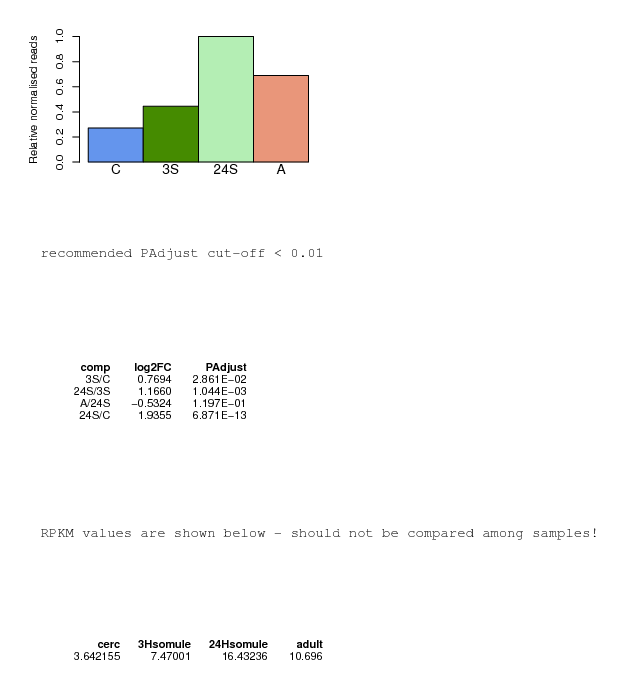 Relative normalised reads
1.0
0.8
0.6
0.4
0.2
0.0
C 3S 24S A
recommended PAdjust cut-off < 0.01
comp log2FC PAdjust
3S/C 0.7694 2.861E−02
24S/3S 1.1660 1.044E−03
A/24S −0.5324 1.197E−01
24S/C 1.9355 6.871E−13
RPKM values are shown below - should not be compared among samples!
cerc 3Hsomule 24Hsomule adult
3.642155 7.47001 16.43236 10.696